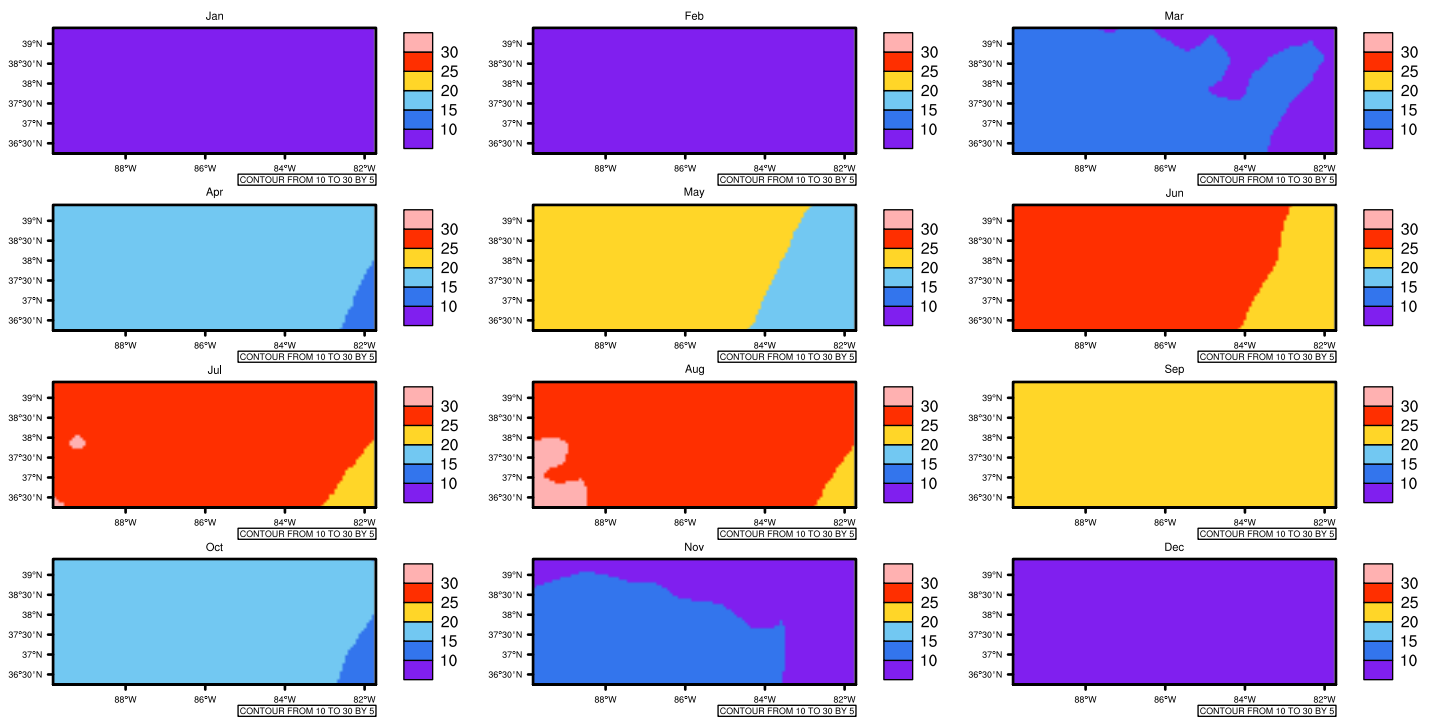 Jan Feb Mar
39°N 30 39°N 30 39°N 30
38°30'N 25 38°30'N 25 38°30'N 25
38°N 20 38°N 20 38°N 20
37°30'N 15 37°30'N 15 37°30'N 15
37°N 10 37°N 10 37°N 10
36°30'N 36°30'N 36°30'N
88°W 86°W 84°W 82°W 88°W 86°W 84°W 82°W 88°W 86°W 84°W 82°W
CONTOUR FROM 10 TO 30 BY 5 CONTOUR FROM 10 TO 30 BY 5 CONTOUR FROM 10 TO 30 BY 5
Apr May Jun
39°N 30 39°N 30 39°N 30
38°30'N 25 38°30'N 25 38°30'N 25
38°N 20 38°N 20 38°N 20
37°30'N 15 37°30'N 15 37°30'N 15
37°N 10 37°N 10 37°N 10
36°30'N 36°30'N 36°30'N
88°W 86°W 84°W 82°W 88°W 86°W 84°W 82°W 88°W 86°W 84°W 82°W
CONTOUR FROM 10 TO 30 BY 5 CONTOUR FROM 10 TO 30 BY 5 CONTOUR FROM 10 TO 30 BY 5
Jul Aug Sep
39°N 30 39°N 30 39°N 30
38°30'N 25 38°30'N 25 38°30'N 25
38°N 20 38°N 20 38°N 20
37°30'N 15 37°30'N 15 37°30'N 15
37°N 10 37°N 10 37°N 10
36°30'N 36°30'N 36°30'N
88°W 86°W 84°W 82°W 88°W 86°W 84°W 82°W 88°W 86°W 84°W 82°W
CONTOUR FROM 10 TO 30 BY 5 CONTOUR FROM 10 TO 30 BY 5 CONTOUR FROM 10 TO 30 BY 5
Oct Nov Dec
39°N 30 39°N 30 39°N 30
38°30'N 25 38°30'N 25 38°30'N 25
38°N 20 38°N 20 38°N 20
37°30'N 15 37°30'N 15 37°30'N 15
37°N 10 37°N 10 37°N 10
36°30'N 36°30'N 36°30'N
88°W 86°W 84°W 82°W 88°W 86°W 84°W 82°W 88°W 86°W 84°W 82°W
CONTOUR FROM 10 TO 30 BY 5 CONTOUR FROM 10 TO 30 BY 5 CONTOUR FROM 10 TO 30 BY 5